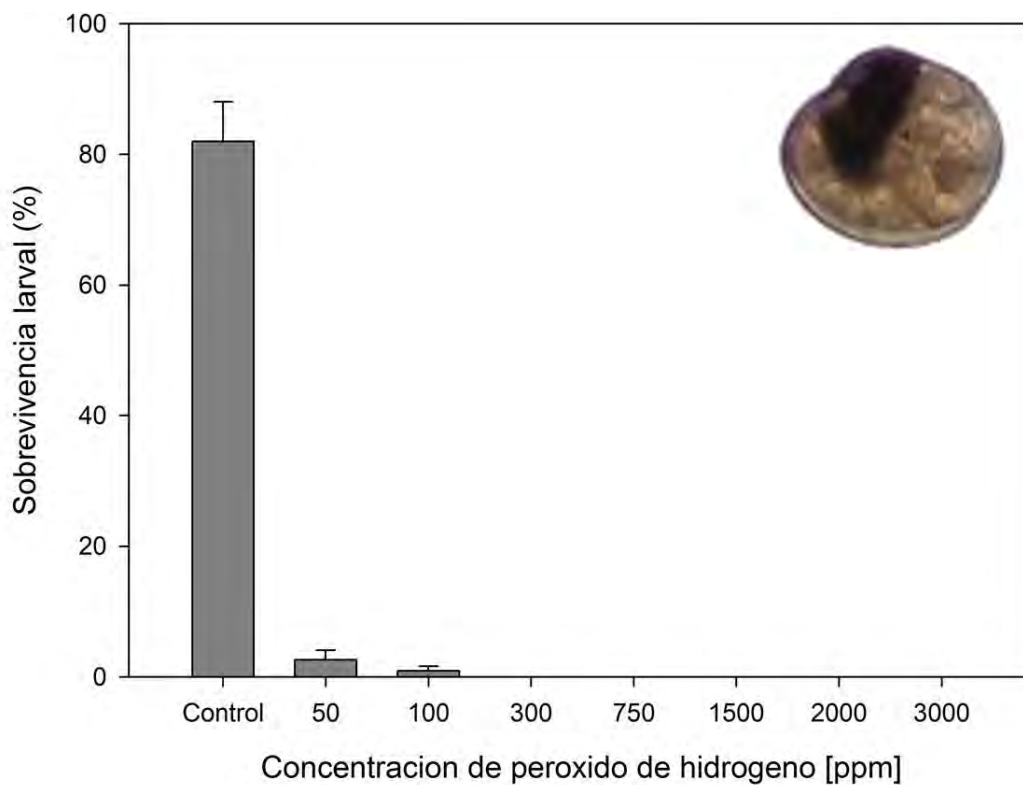 100
80
60
40
20
0
Sobrevivencia larval (%)
Control 50 100 300 750 1500 2000 3000
Concentracion de peroxido de hidrogeno [ppm]